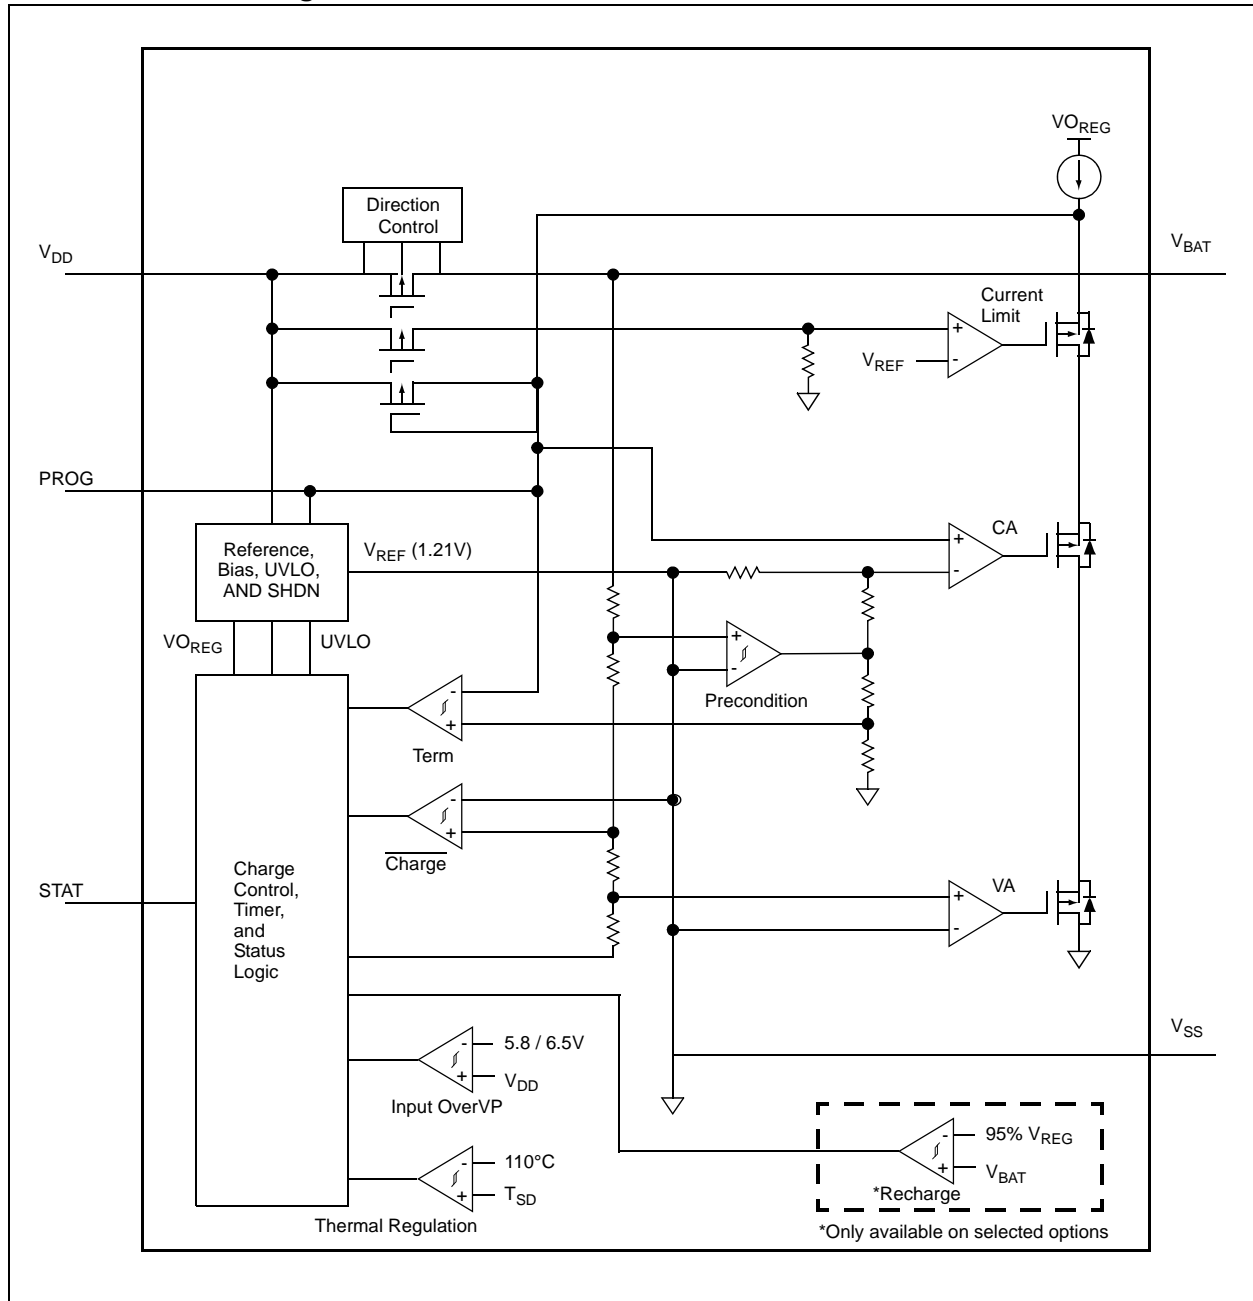 VO_REG
Direction
Control
V_DD
V_BAT
Current
Limit
+
V_REF
-
PROG
Reference,
Bias, UVLO,
AND SHDN
V_REF (1.21V)
CA
+
-
VO_REG
UVLO
+
-
Precondition
-
+
Term
-
+
Charge
Charge
Control,
Timer,
and
Status
Logic
STAT
VA
+
-
V_SS
-
5.8 / 6.5V
+
V_DD
Input OverVP
-
95% V_REG
+
V_BAT
*Recharge
*Only available on selected options
-
110°C
+
T_SD
Thermal Regulation